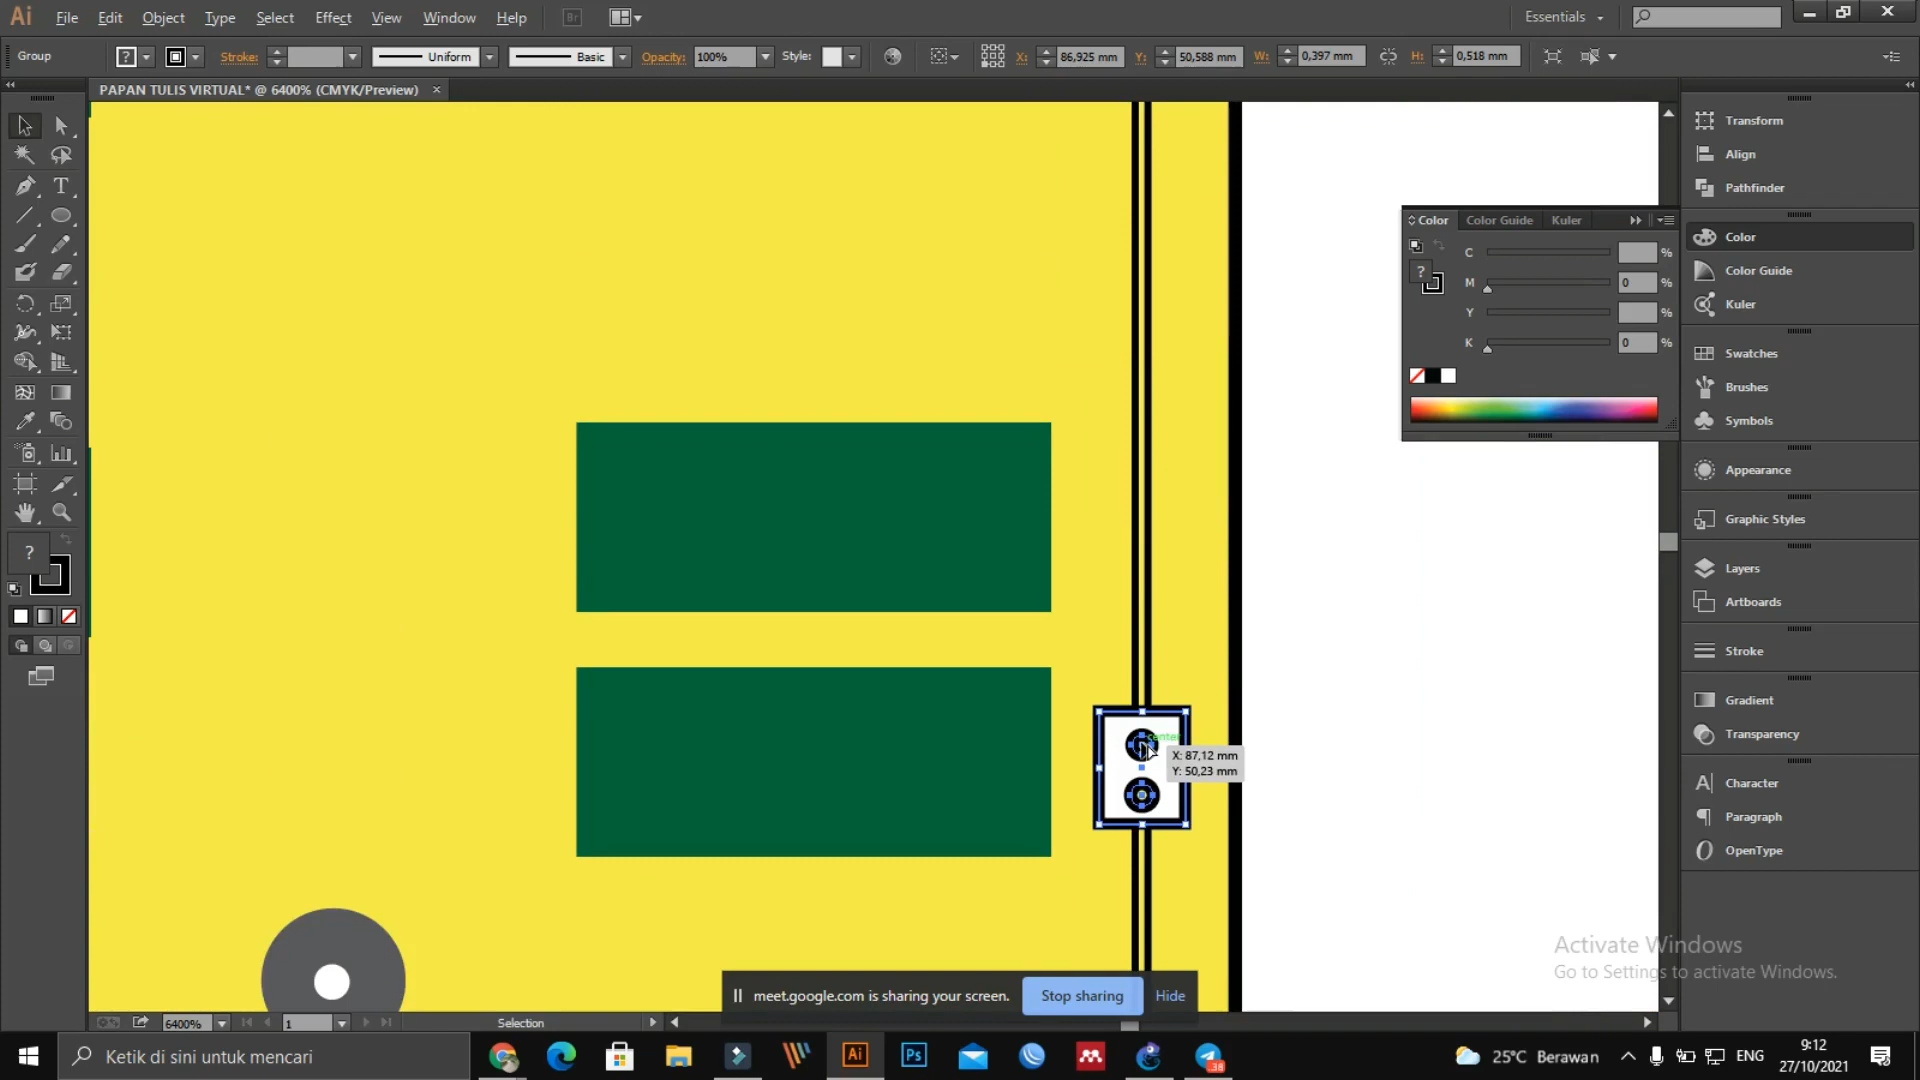 Ai File Edit Object Type Select Effect View Window Help Br Essentials
Group ? Stroke: Uniform Basic Opacity: 100% Style: X: 86,925 mm Y: 50,588 mm W: 0,397 mm H: 0,518 mm
PAPAN TULIS VIRTUAL* @ 6400% (CMYK/Preview)
T
?
Color Color Guide Kuler
C %
? M 0 %
Y %
K 0 %
Transform
Align
Pathfinder
Color
Color Guide
Kuler
Swatches
Brushes
Symbols
Appearance
Graphic Styles
Layers
Artboards
Stroke
Gradient
Transparency
Character
Paragraph
OpenType
center
X: 87,12 mm
Y: 50,23 mm
Activate Windows
Go to Settings to activate Windows.
meet.google.com is sharing your screen. Stop sharing Hide
6400% 1 Selection
Ketik di sini untuk mencari
Ai Ps 38
25°C Berawan ENG
9:12
27/10/2021